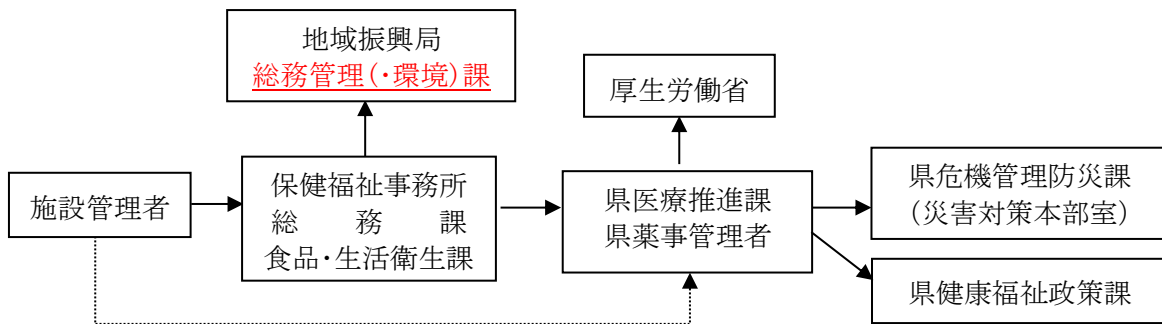 地域振興局
総務管理(・環境)課
厚生労働省
施設管理者
保健福祉事務所
総　務　課
食品・生活衛生課
県医療推進課
県薬事管理者
県危機管理防災課
(災害対策本部室)
県健康福祉政策課